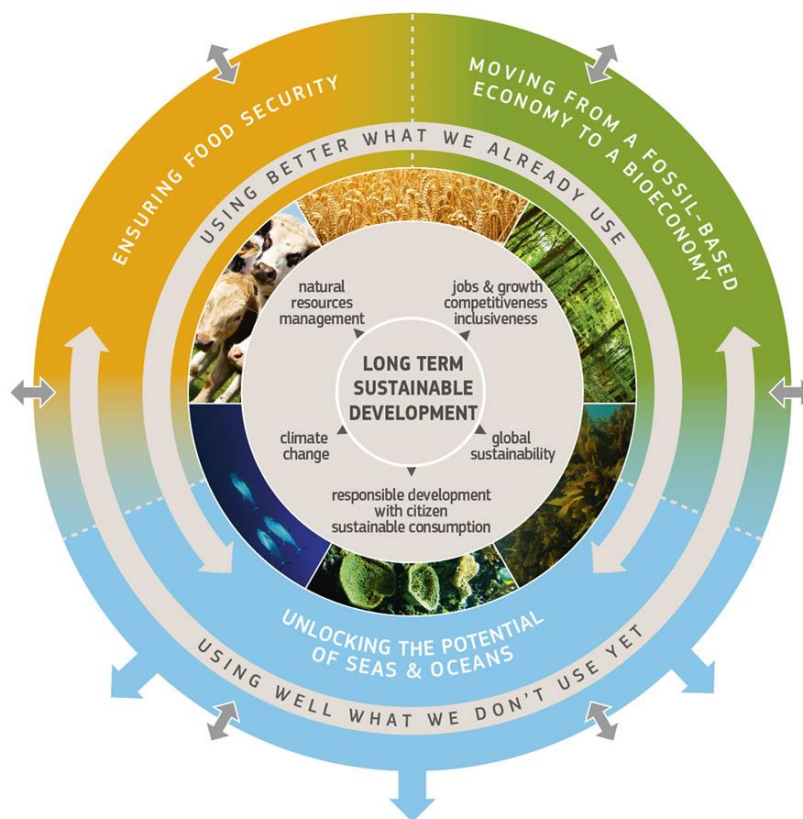 ENSURING FOOD SECURITY
MOVING FROM A FOSSIL-BASED
ECONOMY TO A BIOECONOMY
USING BETTER WHAT WE ALREADY USE
natural
resources
management
jobs & growth
competitiveness
inclusiveness
LONG TERM
SUSTAINABLE
DEVELOPMENT
climate
change
global
sustainability
responsible development
with citizen
sustainable consumption
UNLOCKING THE POTENTIAL
OF SEAS & OCEANS
USING WELL WHAT WE DON'T USE YET